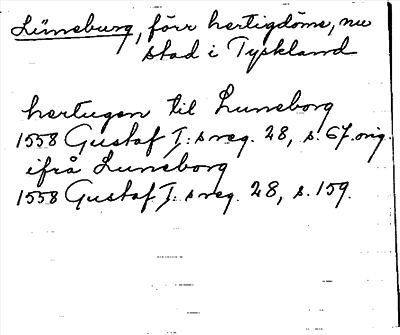 Lüneburg, förr hertigdöme, nu
stad i Tyskland
hertugen til Luneborg
1558 Gustaf I:s reg. 28, s. 67. orig.
ifrå Luneborg
1558 Gustaf I:s reg. 28, s. 159.